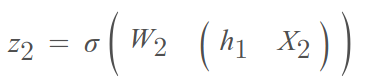 z₂ = σ ( W₂ ( h₁ X₂ ) )